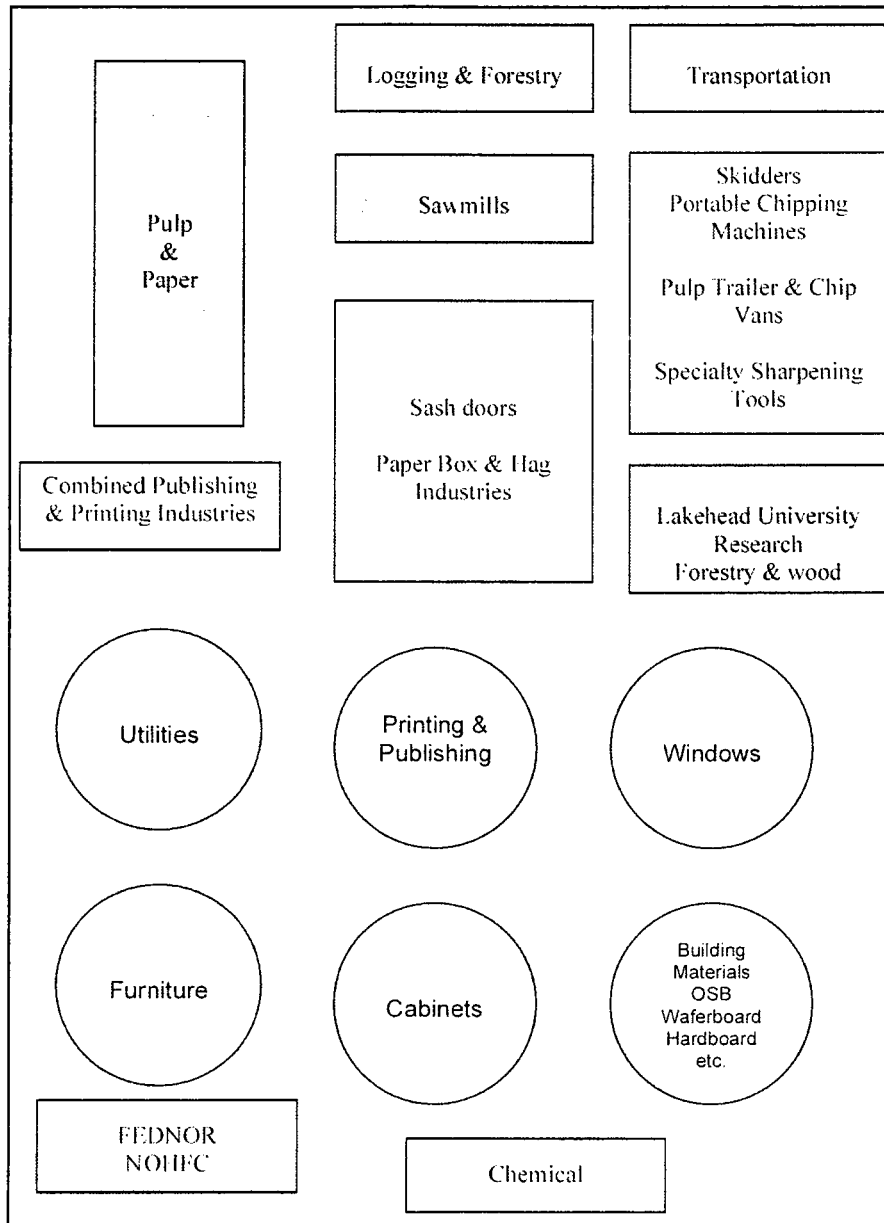 Logging & Forestry
Transportation
Pulp
&
Paper
Sawmills
Skidders
Portable Chipping
Machines
Pulp Trailer & Chip
Vans
Specialty Sharpening
Tools
Sash doors
Paper Box & Hag
Industries
Combined Publishing
& Printing Industries
Lakehead University
Research
Forestry & wood
Utilities
Printing &
Publishing
Windows
Furniture
Cabinets
Building
Materials
OSB
Waferboard
Hardboard
etc.
FEDNOR
NOHFC
Chemical